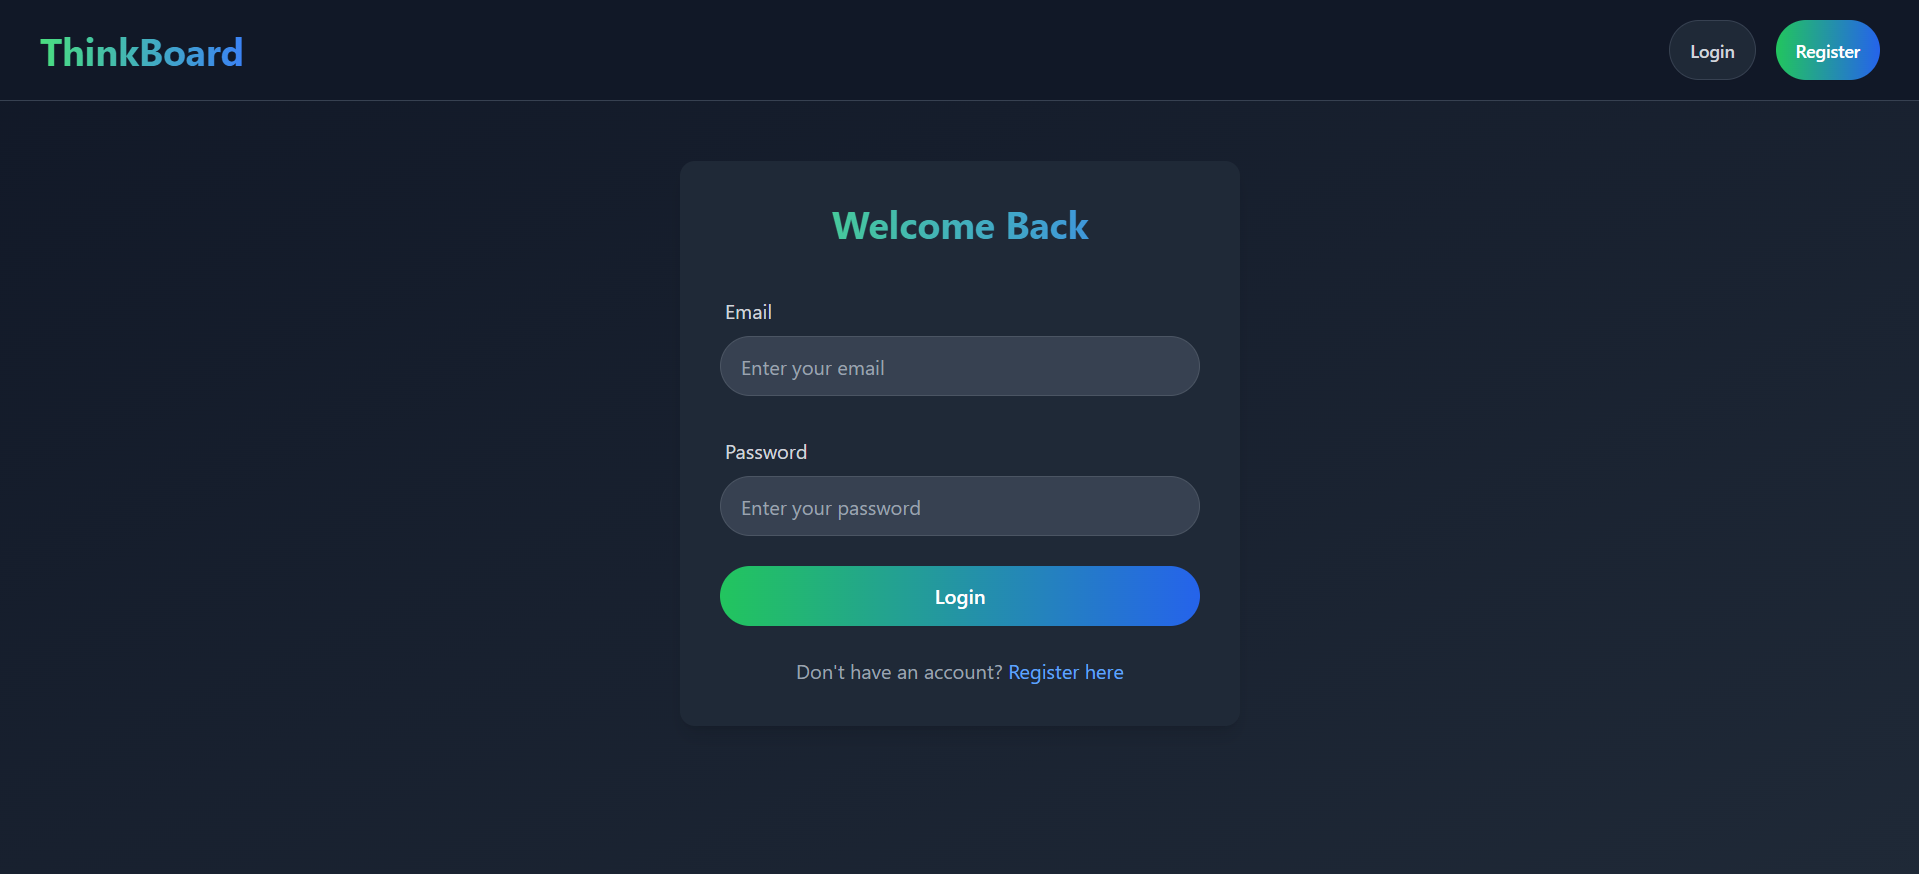 ThinkBoard
Login
Register
Welcome Back
Email
Enter your email
Password
Enter your password
Login
Don't have an account? Register here